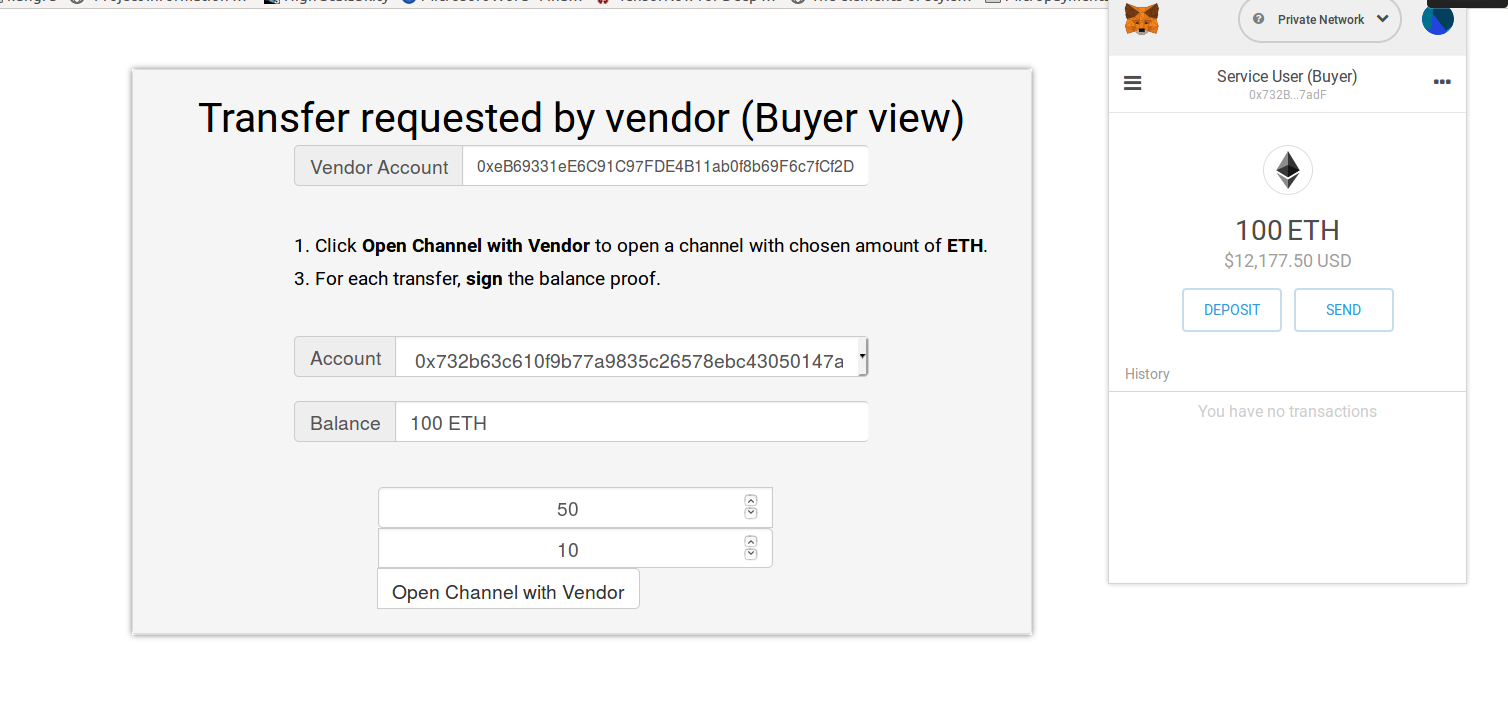 Transfer requested by vendor (Buyer view)
Vendor Account 0xeB69331eE6C91C97FDE4B11ab0f8b69F6c7fCf2D
1. Click Open Channel with Vendor to open a channel with chosen amount of ETH.
3. For each transfer, sign the balance proof.
Account 0x732b63c610f9b77a9835c26578ebc43050147a
Balance 100 ETH
50
10
Open Channel with Vendor
? Private Network
Service User (Buyer)
0x732B...7adF
100 ETH
$12,177.50 USD
DEPOSIT SEND
History
You have no transactions